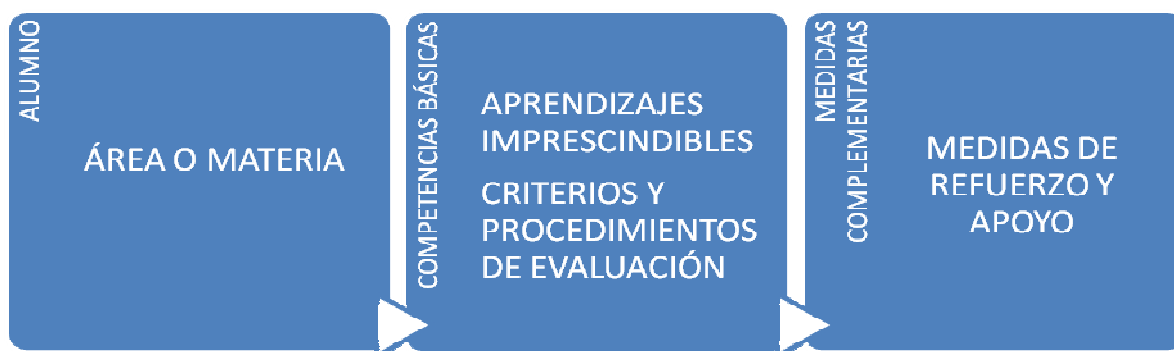 ALUMNO
ÁREA O MATERIA
COMPETENCIAS BÁSICAS
APRENDIZAJES
IMPRESCINDIBLES
CRITERIOS Y
PROCEDIMIENTOS
DE EVALUACIÓN
MEDIDAS
COMPLEMENTARIAS
MEDIDAS DE
REFUERZO Y
APOYO